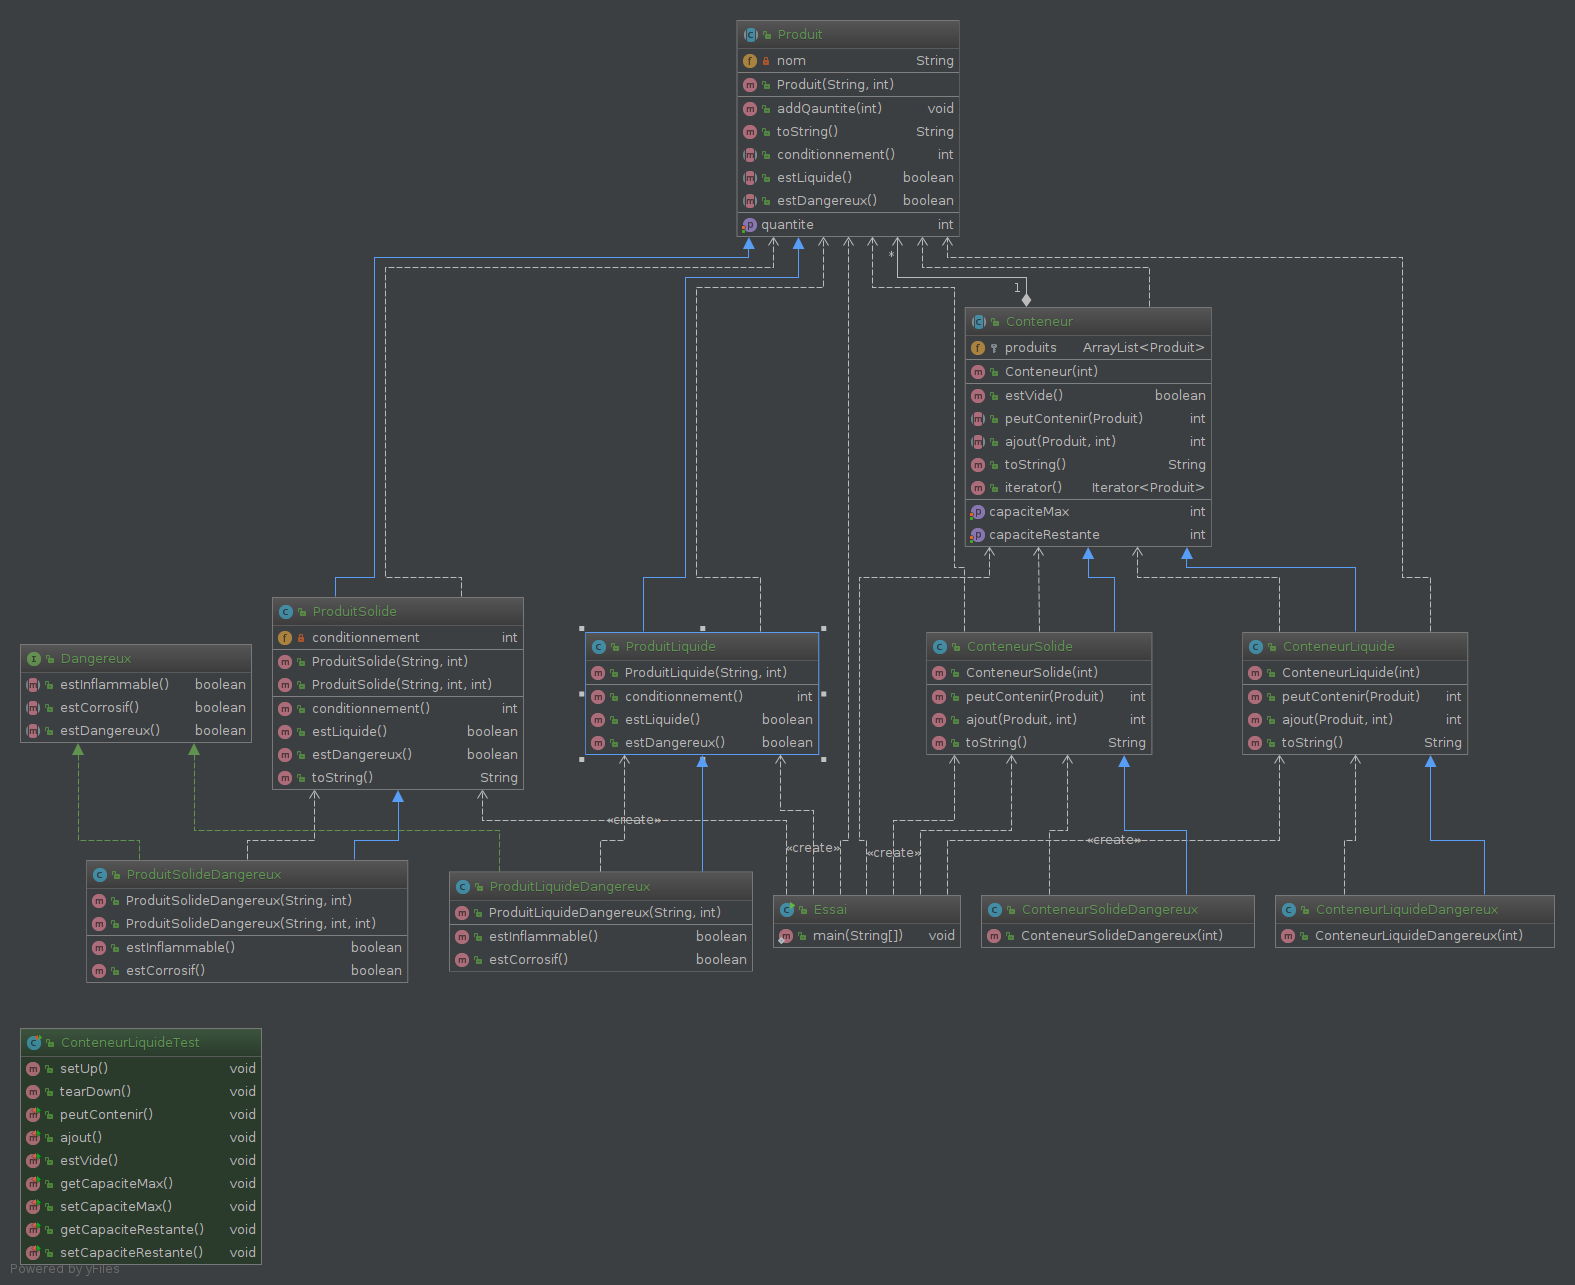 Produit
nom String
Produit(String, int)
addQauntite(int) void
toString() String
conditionnement() int
estLiquide() boolean
estDangereux() boolean
quantite int
*
1
Conteneur
produits ArrayList<Produit>
Conteneur(int)
estVide() boolean
peutContenir(Produit) int
ajout(Produit, int) int
toString() String
iterator() Iterator<Produit>
capaciteMax int
capaciteRestante int
Dangereux
estInflammable() boolean
estCorrosif() boolean
estDangereux() boolean
ProduitSolide
conditionnement int
ProduitSolide(String, int)
ProduitSolide(String, int, int)
conditionnement() int
estLiquide() boolean
estDangereux() boolean
toString() String
ProduitLiquide
ProduitLiquide(String, int)
conditionnement() int
estLiquide() boolean
estDangereux() boolean
ConteneurSolide
ConteneurSolide(int)
peutContenir(Produit) int
ajout(Produit, int) int
toString() String
ConteneurLiquide
ConteneurLiquide(int)
peutContenir(Produit) int
ajout(Produit, int) int
toString() String
«create»
«create»
«create»
«create»
ProduitSolideDangereux
ProduitSolideDangereux(String, int)
ProduitSolideDangereux(String, int, int)
estInflammable() boolean
estCorrosif() boolean
ProduitLiquideDangereux
ProduitLiquideDangereux(String, int)
estInflammable() boolean
estCorrosif() boolean
Essai
main(String[]) void
ConteneurSolideDangereux
ConteneurSolideDangereux(int)
ConteneurLiquideDangereux
ConteneurLiquideDangereux(int)
ConteneurLiquideTest
setUp() void
tearDown() void
peutContenir() void
ajout() void
estVide() void
getCapaciteMax() void
setCapaciteMax() void
getCapaciteRestante() void
setCapaciteRestante() void
Powered by yFiles